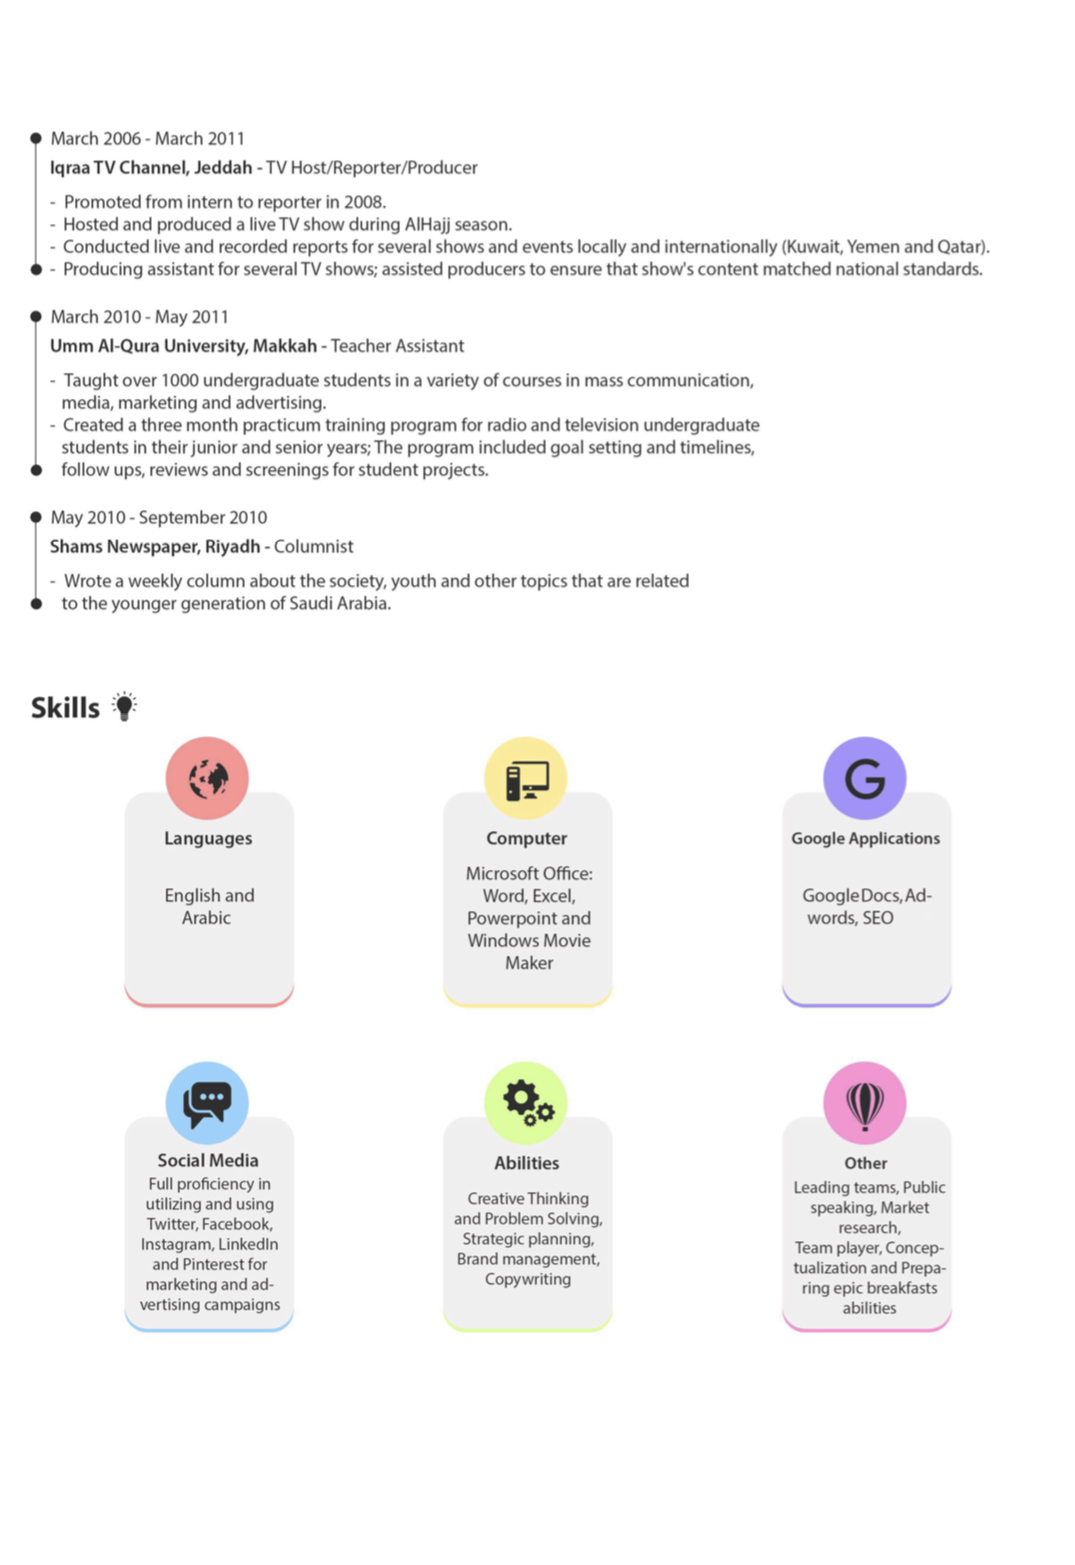 March 2006 - March 2011
Iqraa TV Channel, Jeddah - TV Host/Reporter/Producer
- Promoted from intern to reporter in 2008.
- Hosted and produced a live TV show during AlHajj season.
- Conducted live and recorded reports for several shows and events locally and internationally (Kuwait, Yemen and Qatar).
- Producing assistant for several TV shows; assisted producers to ensure that show's content matched national standards.
March 2010 - May 2011
Umm Al-Qura University, Makkah - Teacher Assistant
- Taught over 1000 undergraduate students in a variety of courses in mass communication,
media, marketing and advertising.
- Created a three month practicum training program for radio and television undergraduate
students in their junior and senior years; The program included goal setting and timelines,
follow ups, reviews and screenings for student projects.
May 2010 - September 2010
Shams Newspaper, Riyadh - Columnist
- Wrote a weekly column about the society, youth and other topics that are related
to the younger generation of Saudi Arabia.
Skills
Languages
English and
Arabic
Computer
Microsoft Office:
Word, Excel,
Powerpoint and
Windows Movie
Maker
G
Google Applications
Google Docs, Ad-
words, SEO
Social Media
Full proficiency in
utilizing and using
Twitter, Facebook,
Instagram, LinkedIn
and Pinterest for
marketing and ad-
vertising campaigns
Abilities
Creative Thinking
and Problem Solving,
Strategic planning,
Brand management,
Copywriting
Other
Leading teams, Public
speaking, Market
research,
Team player, Concep-
tualization and Prepa-
ring epic breakfasts
abilities